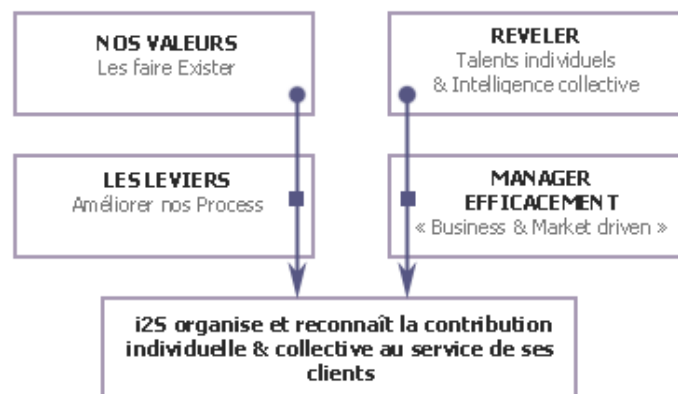 NOS VALEURS
Les faire Exister
REVELER
Talents individuels
& Intelligence collective
LES LEVIERS
Améliorer nos Process
MANAGER
EFFICACEMENT
« Business & Market driven »
i2S organise et reconnaît la contribution
individuelle & collective au service de ses
clients